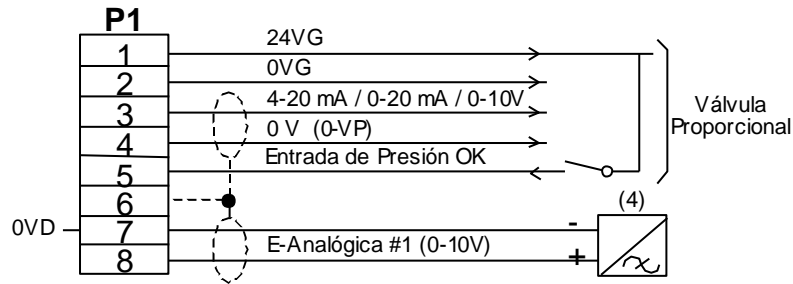 P1
1 24VG
2 0VG
3 4-20 mA / 0-20 mA / 0-10V
4 0 V (0-VP)
5 Entrada de Presión OK
6
0VD 7 -
8 E-Analógica #1 (0-10V) +
(4)
Válvula
Proporcional